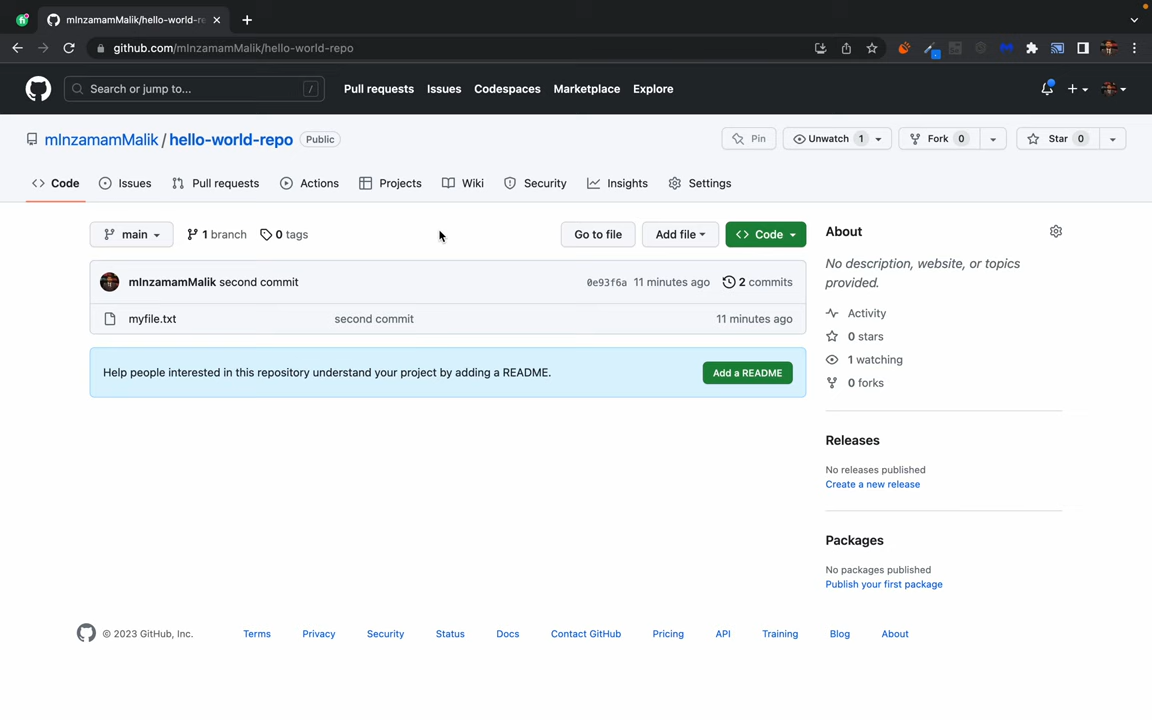 mInzamamMalik/hello-world-re
github.com/mInzamamMalik/hello-world-repo
Search or jump to... /
Pull requests Issues Codespaces Marketplace Explore
mInzamamMalik / hello-world-repo Public
Pin Unwatch 1 Fork 0 Star 0
Code Issues Pull requests Actions Projects Wiki Security Insights Settings
main 1 branch 0 tags Go to file Add file Code
mInzamamMalik second commit 0e93f6a 11 minutes ago 2 commits
myfile.txt second commit 11 minutes ago
Help people interested in this repository understand your project by adding a README. Add a README
About
No description, website, or topics
provided.
Activity
0 stars
1 watching
0 forks
Releases
No releases published
Create a new release
Packages
No packages published
Publish your first package
© 2023 GitHub, Inc. Terms Privacy Security Status Docs Contact GitHub Pricing API Training Blog About